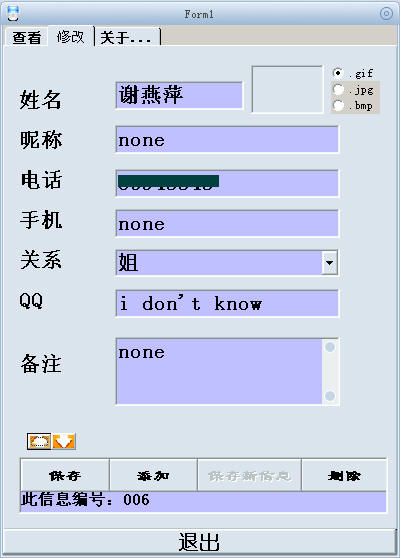 Form1
查看 修改 关于...
.gif
.jpg
.bmp
姓名 谢燕萍
昵称 none
电话
手机 none
关系 姐
QQ i don't know
备注 none
保存 添加 保存新信息 删除
此信息编号：006
退出